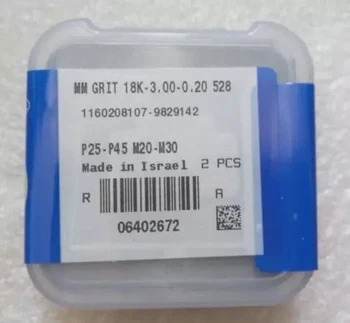 MM GRIT 18K-3.00-0.20 528
1160208107-9829142
P25-P45 M20-M30
Made in Israel 2 PCS
R A
06402672